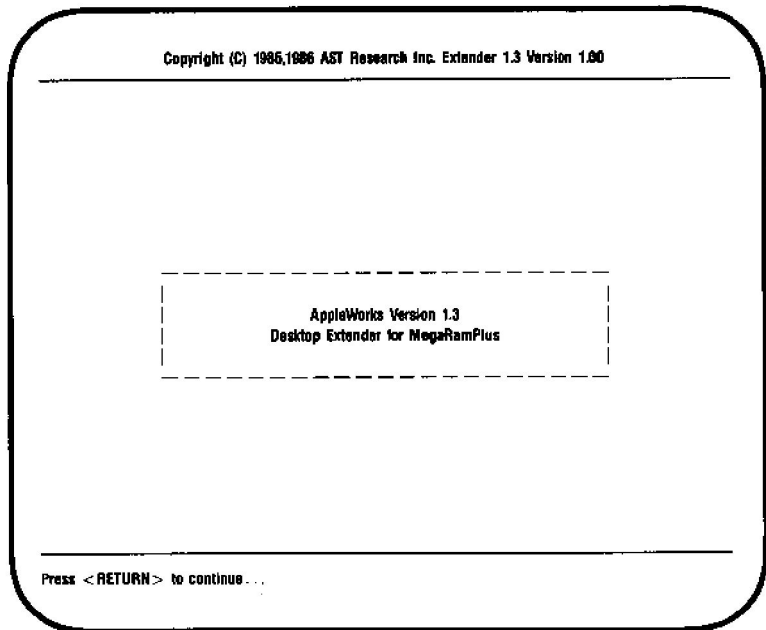 Copyright (C) 1985,1986 AST Research Inc. Extender 1.3 Version 1.00
AppleWorks Version 1.3
Desktop Extender for MegaRamPlus
Press <RETURN> to continue...